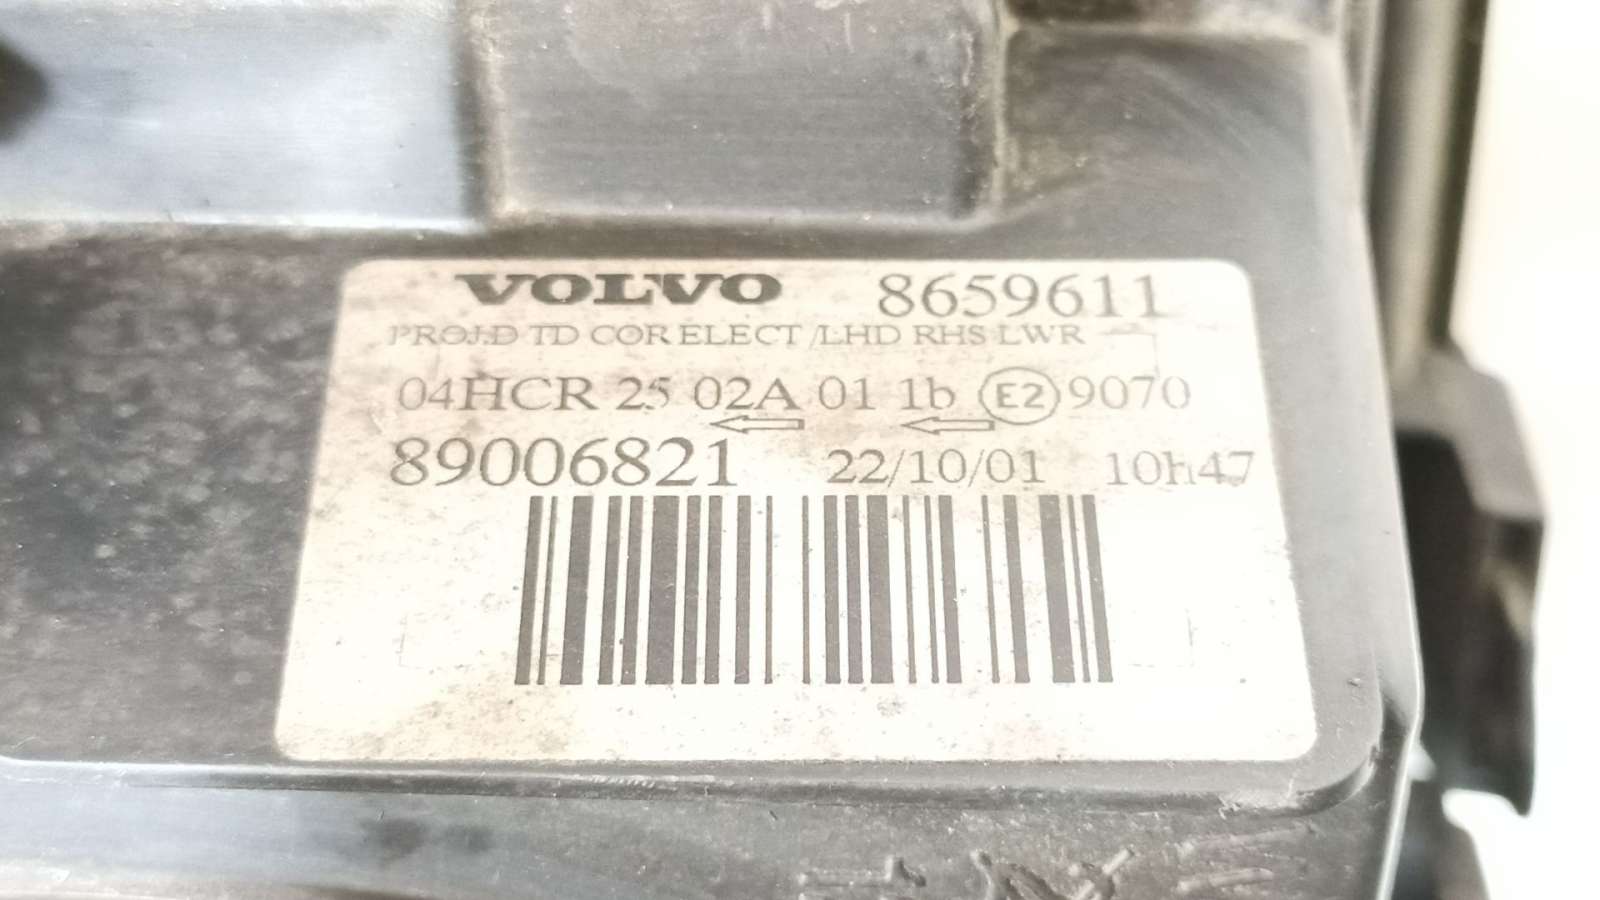 VOLVO 8659611
PROJ.D TD COR ELECT /LHD RHS LWR
04HCR 25 02A 01 1b E2 9070
89006821 22/10/01 10h47